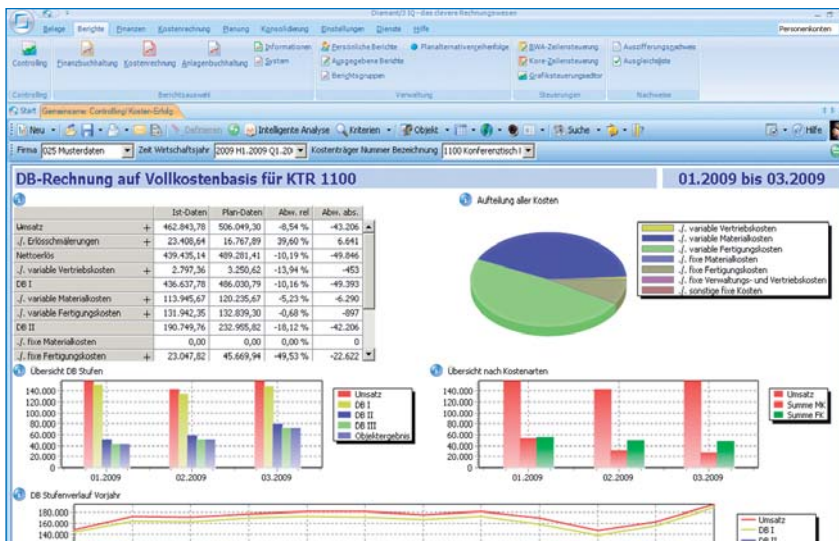 Diamant/3 IQ - das clevere Rechnungswesen
Belege Berichte Finanzen Kostenrechnung Planung Konsolidierung Einstellungen Dienste Hilfe
Personenkonten
Controlling Finanzbuchhaltung Kostenrechnung Anlagenbuchhaltung
Informationen
System
Persönliche Berichte
Ausgegebene Berichte
Berichtsgruppen
Planalternativenreihenfolge
BWA-Zeilensteuerung
Kore-Zeilensteuerung
Grafiksteuerungseditor
Auszifferungsnachweis
Ausgleichsliste
Controlling Berichtsauswahl Verwaltung Steuerungen Nachweise
Start Gemeinsame Controlling/Kosten-Erfolg
Neu Definieren Intelligente Analyse Kriterien Objekt Suche Hilfe
Firma 025 Musterdaten Zeit Wirtschaftsjahr 2009 H1.2009 Q1.20 Kostenträger Nummer Bezeichnung 1100 Konferenztisch
DB-Rechnung auf Vollkostenbasis für KTR 1100 01.2009 bis 03.2009
Ist-Daten Plan-Daten Abw. rel Abw. abs.
Umsatz + 462.843,78 506.049,30 -8,54 % -43.206
./. Erlösschmälerungen + 23.408,64 16.767,89 39,60 % 6.641
Nettoerlös 439.435,14 489.281,41 -10,19 % -49.846
./. variable Vertriebskosten + 2.797,36 3.250,62 -13,94 % -453
DB I 436.637,78 486.030,79 -10,16 % -49.393
./. variable Materialkosten + 113.945,67 120.235,67 -5,23 % -6.290
./. variable Fertigungskosten + 131.942,35 132.839,30 -0,68 % -897
DB II 190.749,76 232.955,82 -18,12 % -42.206
./. fixe Materialkosten 0,00 0,00 0,00 % 0
./. fixe Fertigungskosten + 23.047,82 45.669,94 -49,53 % -22.622
Aufteilung aller Kosten
./. variable Vertriebskosten
./. variable Materialkosten
./. variable Fertigungskosten
./. fixe Materialkosten
./. fixe Fertigungskosten
./. fixe Verwaltungs- und Vertriebskosten
./. sonstige fixe Kosten
Übersicht DB Stufen
140.000
120.000
100.000
80.000
60.000
40.000
20.000
0
01.2009 02.2009 03.2009
Umsatz
DB I
DB II
DB III
Objektergebnis
Übersicht nach Kostenarten
140.000
120.000
100.000
80.000
60.000
40.000
20.000
0
01.2009 02.2009 03.2009
Umsatz
Summe MK
Summe FK
DB Stufenverlauf Vorjahr
180.000
160.000
140.000
Umsatz
DB I
DB II